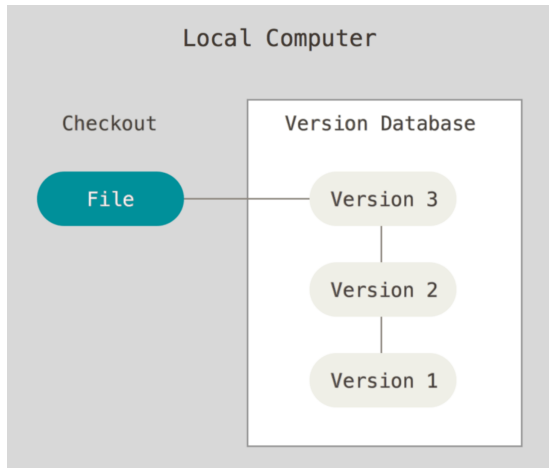 Local Computer
Checkout
Version Database
File
Version 3
Version 2
Version 1